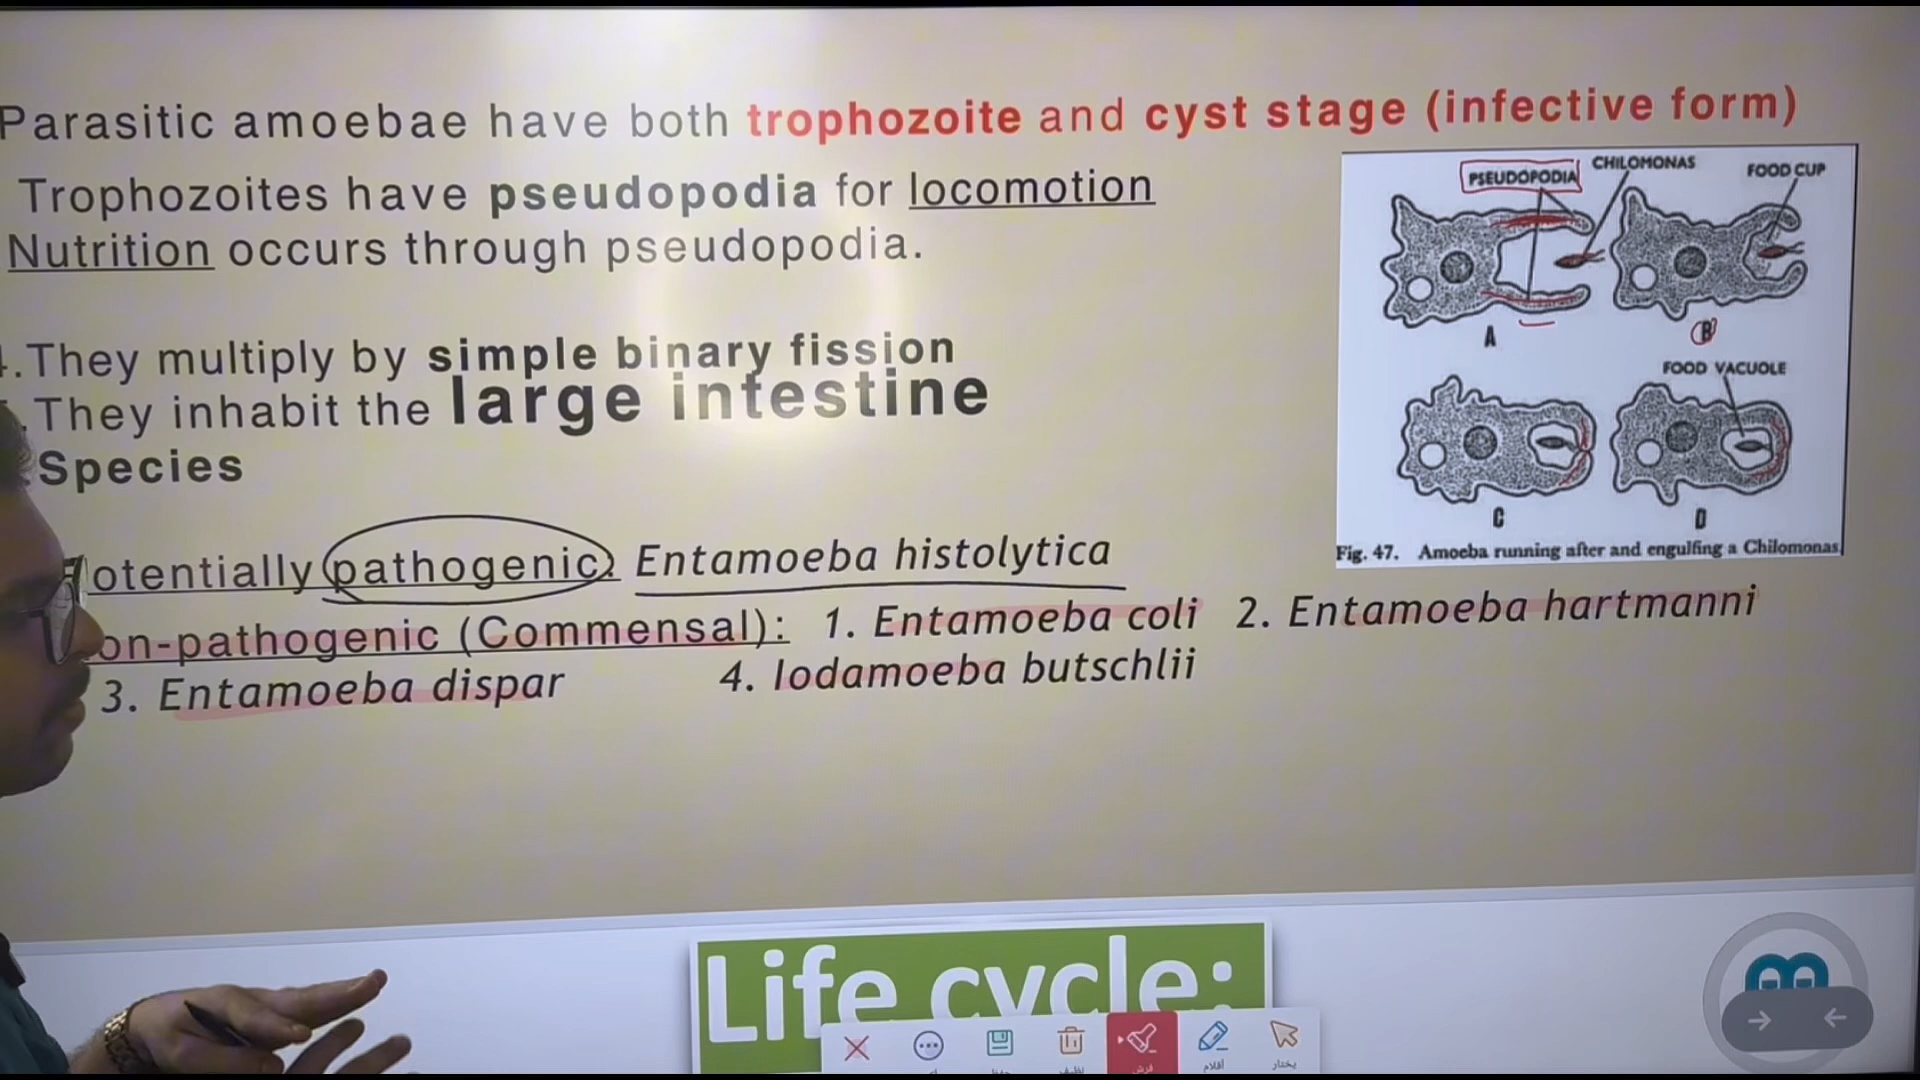 Parasitic amoebae have both trophozoite and cyst stage (infective form)
Trophozoites have pseudopodia for locomotion
Nutrition occurs through pseudopodia.
.They multiply by simple binary fission
.They inhabit the large intestine
Species
otentially pathogenic: Entamoeba histolytica
on-pathogenic (Commensal): 1. Entamoeba coli 2. Entamoeba hartmanni
3. Entamoeba dispar 4. Iodamoeba butschlii
PSEUDOPODIA CHILOMONAS FOOD CUP
A B
FOOD VACUOLE
C D
Fig. 47. Amoeba running after and engulfing a Chilomonas
Life cycle:
أقلام
يختار